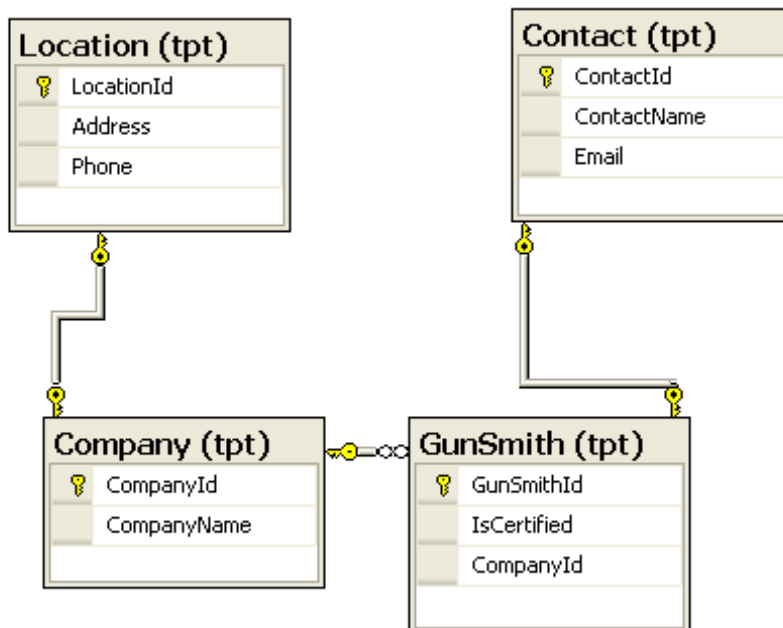 Location (tpt)
LocationId
Address
Phone
Contact (tpt)
ContactId
ContactName
Email
Company (tpt)
CompanyId
CompanyName
GunSmith (tpt)
GunSmithId
IsCertified
CompanyId